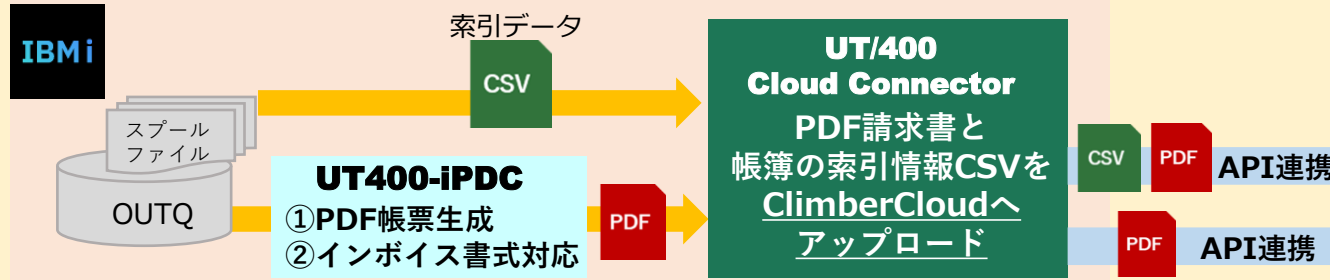 IBM i
索引データ
CSV
スプール
ファイル
OUTQ
UT400-iPDC
①PDF帳票生成
②インボイス書式対応
PDF
UT/400
Cloud Connector
PDF請求書と
帳簿の索引情報CSVを
ClimberCloudへ
アップロード
CSV
PDF
API連携
PDF
API連携